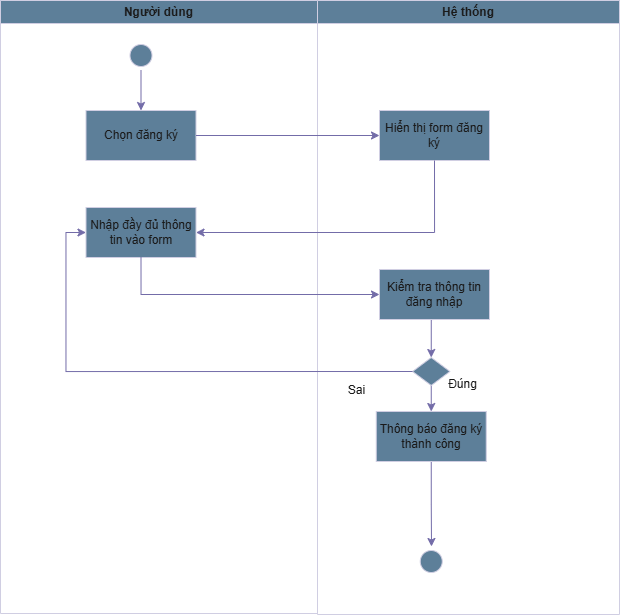 Người dúng
Hệ thống
Chọn đăng ký
Hiển thị form đăng
ký
Nhập đầy đủ thông
tin vào form
Kiểm tra thông tin
đăng nhập
Sai
Đúng
Thông báo đăng ký
thành công